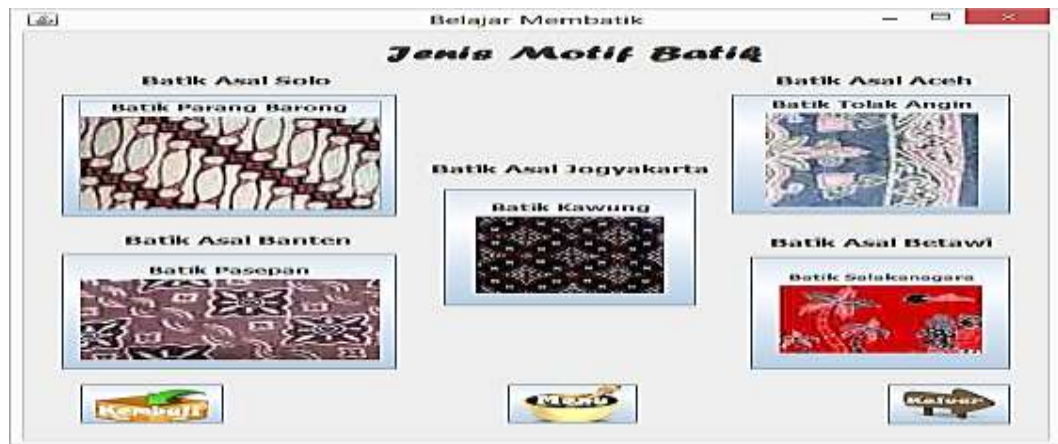 Belajar Membatik
Jenis Motif Batik
Batik Asal Solo
Batik Parang Barong
Batik Asal Aceh
Batik Tolak Angin
Batik Asal Jogyakarta
Batik Kawung
Batik Asal Banten
Batik Pasepan
Batik Asal Betawi
Batik Salakanagara
Kembali
Menu
Keluar